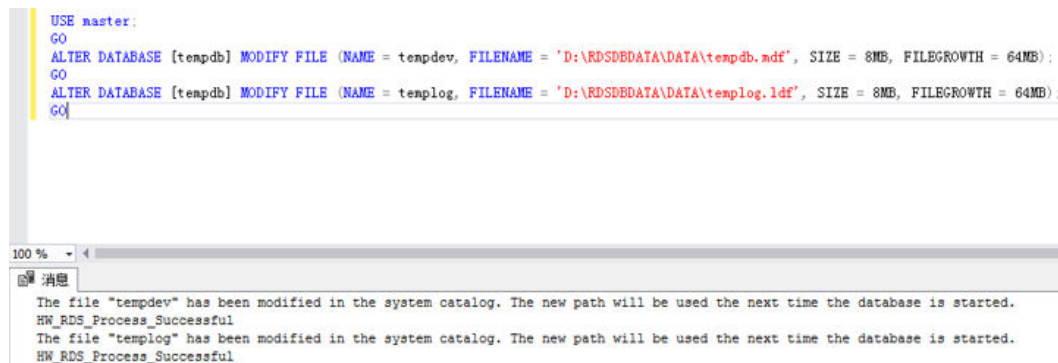 USE master;
GO
ALTER DATABASE [tempdb] MODIFY FILE (NAME = tempdev, FILENAME = 'D:\RDSDBDATA\DATA\tempdb.mdf', SIZE = 8MB, FILEGROWTH = 64MB);
GO
ALTER DATABASE [tempdb] MODIFY FILE (NAME = templog, FILENAME = 'D:\RDSDBDATA\DATA\templog.ldf', SIZE = 8MB, FILEGROWTH = 64MB);
GO
100 %
消息
The file "tempdev" has been modified in the system catalog. The new path will be used the next time the database is started.
HW_RDS_Process_Successful
The file "templog" has been modified in the system catalog. The new path will be used the next time the database is started.
HW_RDS_Process_Successful